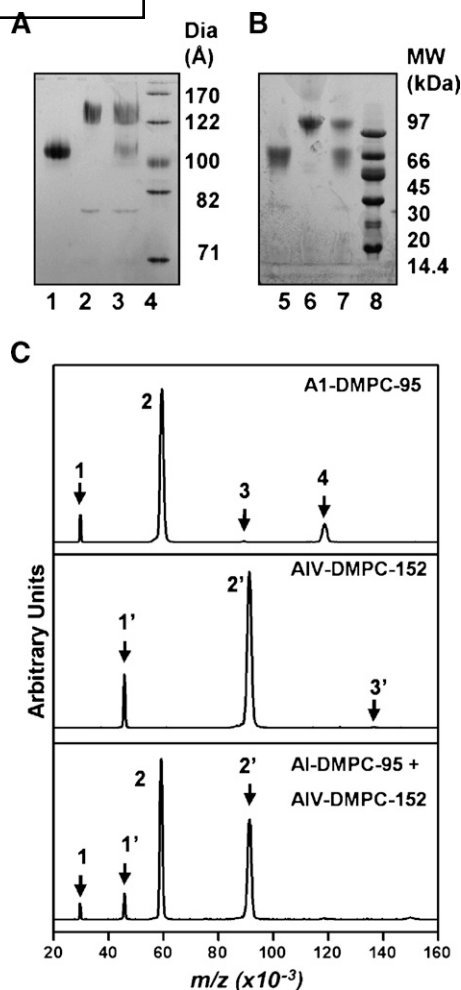 A
Dia
(Å)
170
122
100
82
71
1 2 3 4
B
MW
(kDa)
97
66
45
30
20
14.4
5 6 7 8
C
A1-DMPC-95
1
2
3
4
AIV-DMPC-152
1’
2’
3’
AI-DMPC-95 +
AIV-DMPC-152
1
1’
2
2’
Arbitrary Units
20 40 60 80 100 120 140 160
m/z (x10⁻³)